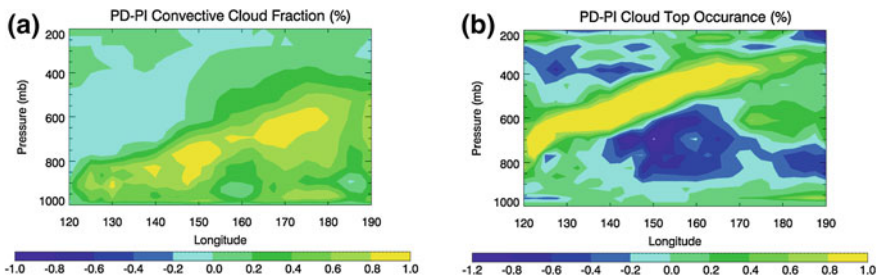 (a)
PD-PI Convective Cloud Fraction (%)
Pressure (mb)
200
400
600
800
1000
120 130 140 150 160 170 180 190
Longitude
-1.0 -0.8 -0.6 -0.4 -0.2 0.0 0.2 0.4 0.6 0.8 1.0
(b)
PD-PI Cloud Top Occurance (%)
Pressure (mb)
200
400
600
800
1000
120 130 140 150 160 170 180 190
Longitude
-1.2 -0.8 -0.6 -0.4 -0.2 0.0 0.2 0.4 0.6 0.8 1.0